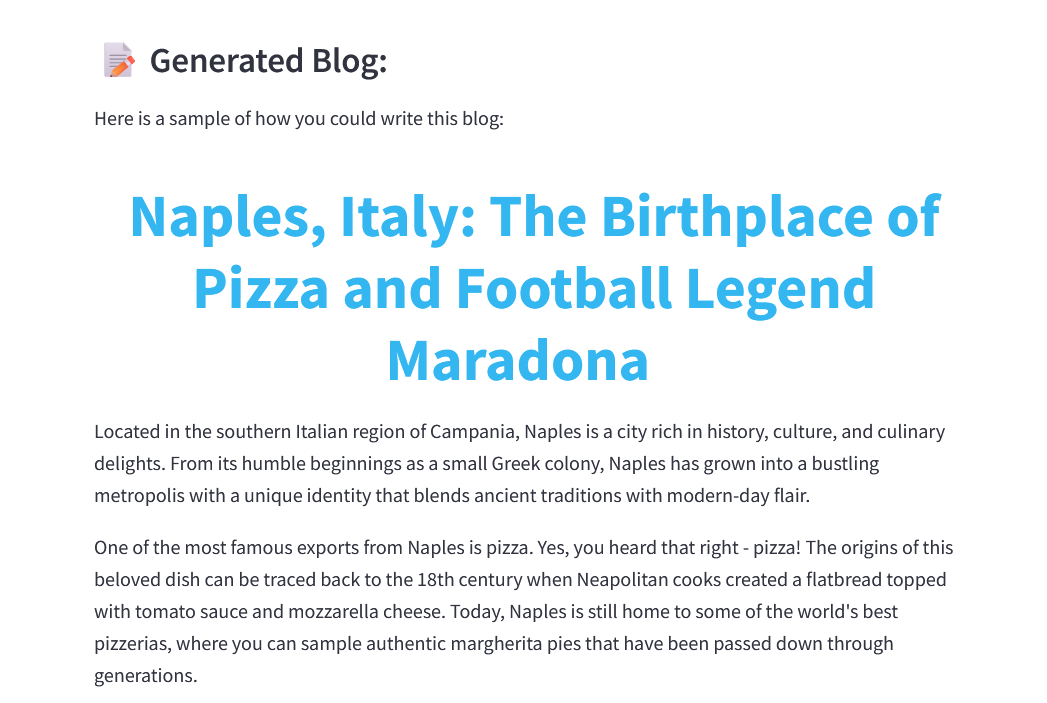 Generated Blog:
Here is a sample of how you could write this blog:
Naples, Italy: The Birthplace of
Pizza and Football Legend
Maradona
Located in the southern Italian region of Campania, Naples is a city rich in history, culture, and culinary
delights. From its humble beginnings as a small Greek colony, Naples has grown into a bustling
metropolis with a unique identity that blends ancient traditions with modern-day flair.
One of the most famous exports from Naples is pizza. Yes, you heard that right - pizza! The origins of this
beloved dish can be traced back to the 18th century when Neapolitan cooks created a flatbread topped
with tomato sauce and mozzarella cheese. Today, Naples is still home to some of the world's best
pizzerias, where you can sample authentic margherita pies that have been passed down through
generations.